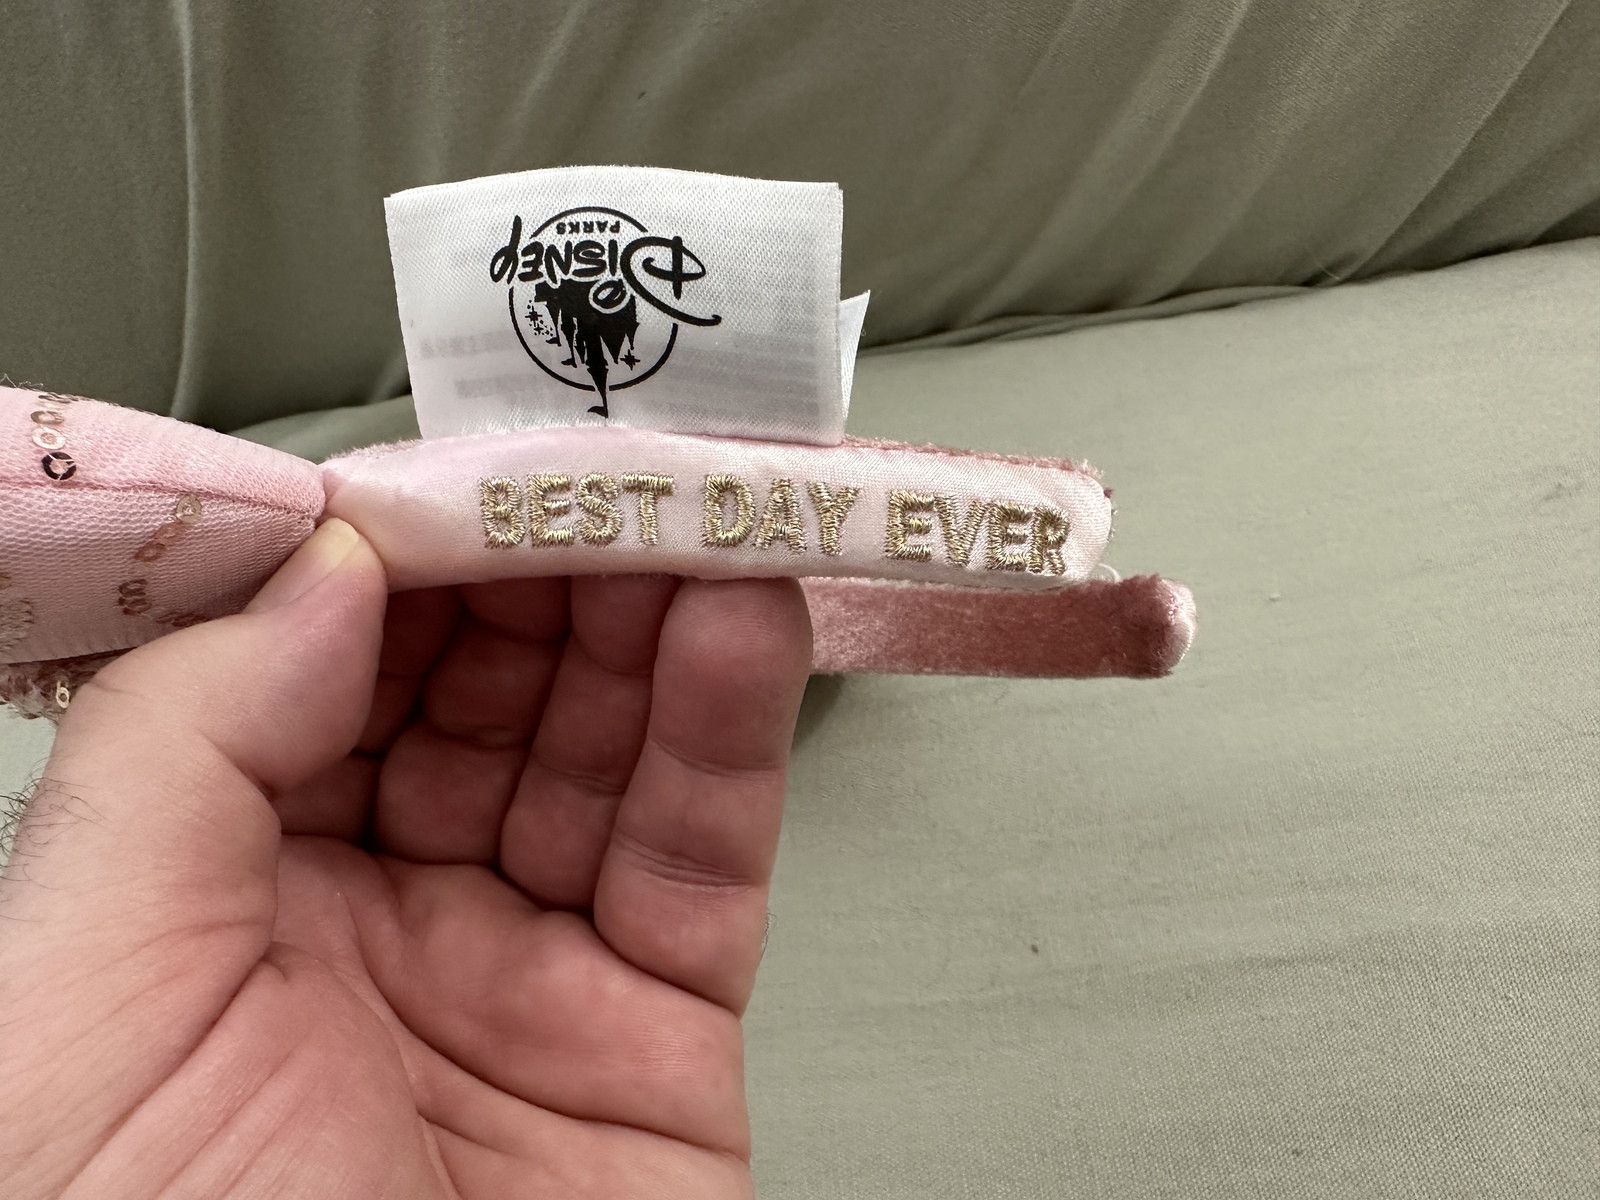 Disney
PARKS
BEST DAY EVER